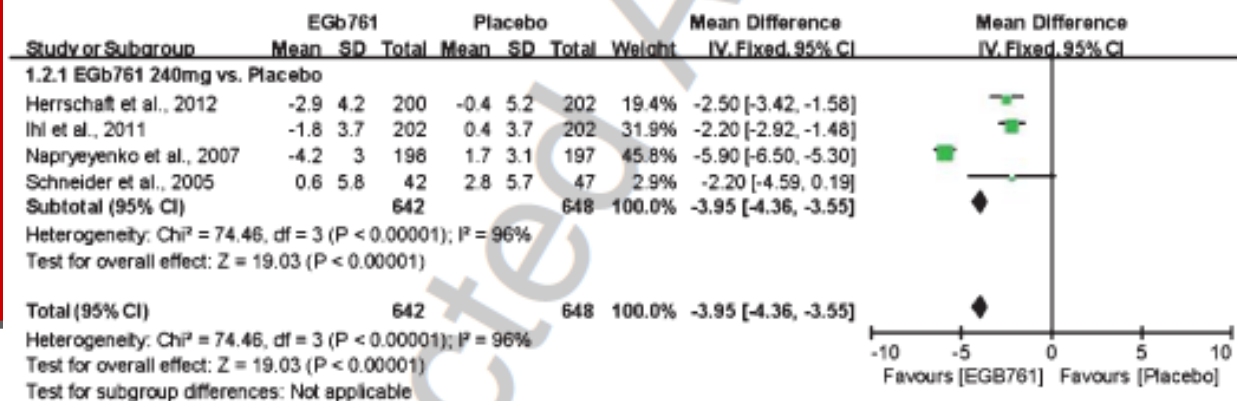 EGb761 Placebo Mean Difference Mean Difference
Study or Subgroup Mean SD Total Mean SD Total Weight IV, Fixed, 95% CI IV, Fixed, 95% CI
1.2.1 EGb761 240mg vs. Placebo
Herrschaft et al., 2012 -2.9 4.2 200 -0.4 5.2 202 19.4% -2.50 [-3.42, -1.58]
Ihl et al., 2011 -1.8 3.7 202 0.4 3.7 202 31.9% -2.20 [-2.92, -1.48]
Napryeyenko et al., 2007 -4.2 3 198 1.7 3.1 197 45.8% -5.90 [-6.50, -5.30]
Schneider et al., 2005 0.6 5.8 42 2.8 5.7 47 2.9% -2.20 [-4.59, 0.19]
Subtotal (95% CI) 642 648 100.0% -3.95 [-4.36, -3.55]
Heterogeneity: Chi² = 74.46, df = 3 (P < 0.00001); I² = 96%
Test for overall effect: Z = 19.03 (P < 0.00001)
Total (95% CI) 642 648 100.0% -3.95 [-4.36, -3.55]
Heterogeneity: Chi² = 74.46, df = 3 (P < 0.00001); I² = 96%
Test for overall effect: Z = 19.03 (P < 0.00001)
Test for subgroup differences: Not applicable
-10 -5 0 5 10
Favours [EGB761] Favours [Placebo]
cted A